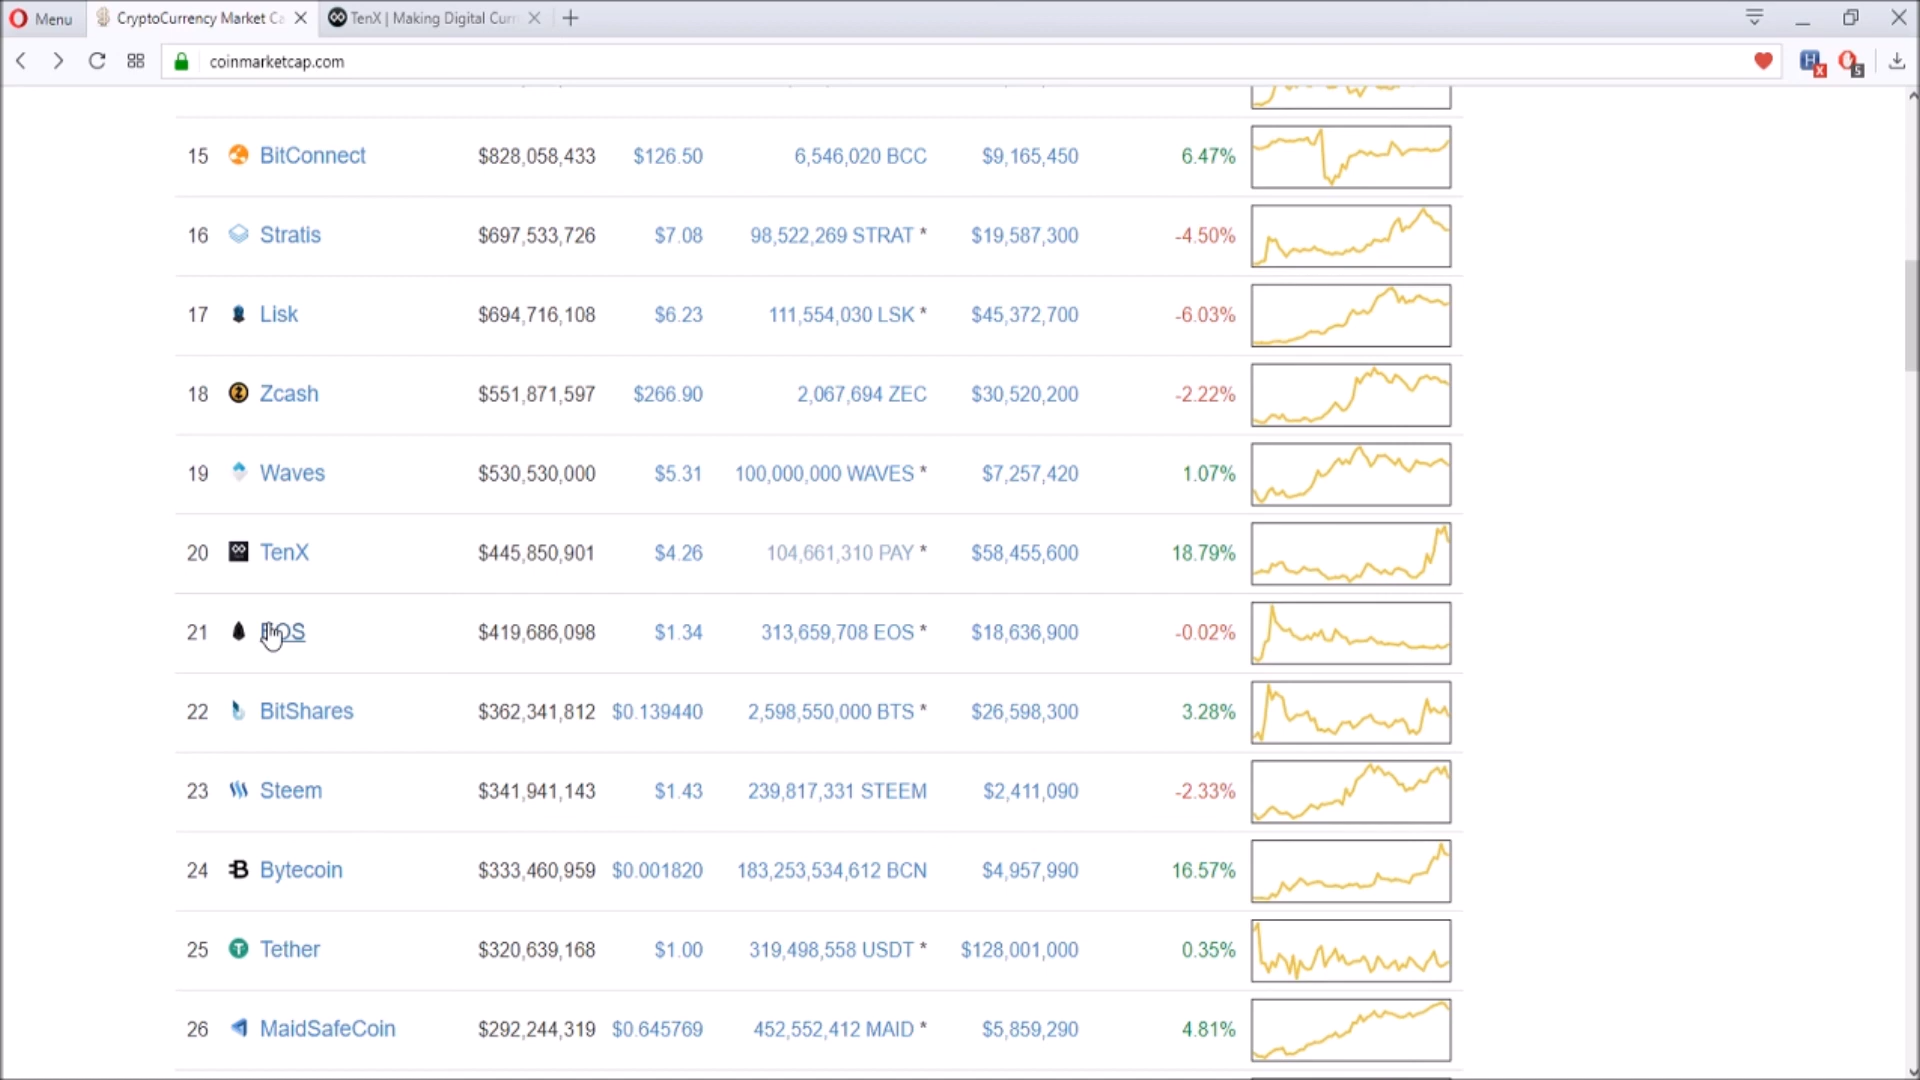 Menu CryptoCurrency Market Ca TenX | Making Digital Curr
coinmarketcap.com
15 BitConnect $828,058,433 $126.50 6,546,020 BCC $9,165,450 6.47%
16 Stratis $697,533,726 $7.08 98,522,269 STRAT * $19,587,300 -4.50%
17 Lisk $694,716,108 $6.23 111,554,030 LSK * $45,372,700 -6.03%
18 Zcash $551,871,597 $266.90 2,067,694 ZEC $30,520,200 -2.22%
19 Waves $530,530,000 $5.31 100,000,000 WAVES * $7,257,420 1.07%
20 TenX $445,850,901 $4.26 104,661,310 PAY * $58,455,600 18.79%
21 EOS $419,686,098 $1.34 313,659,708 EOS * $18,636,900 -0.02%
22 BitShares $362,341,812 $0.139440 2,598,550,000 BTS * $26,598,300 3.28%
23 Steem $341,941,143 $1.43 239,817,331 STEEM $2,411,090 -2.33%
24 Bytecoin $333,460,959 $0.001820 183,253,534,612 BCN $4,957,990 16.57%
25 Tether $320,639,168 $1.00 319,498,558 USDT * $128,001,000 0.35%
26 MaidSafeCoin $292,244,319 $0.645769 452,552,412 MAID * $5,859,290 4.81%